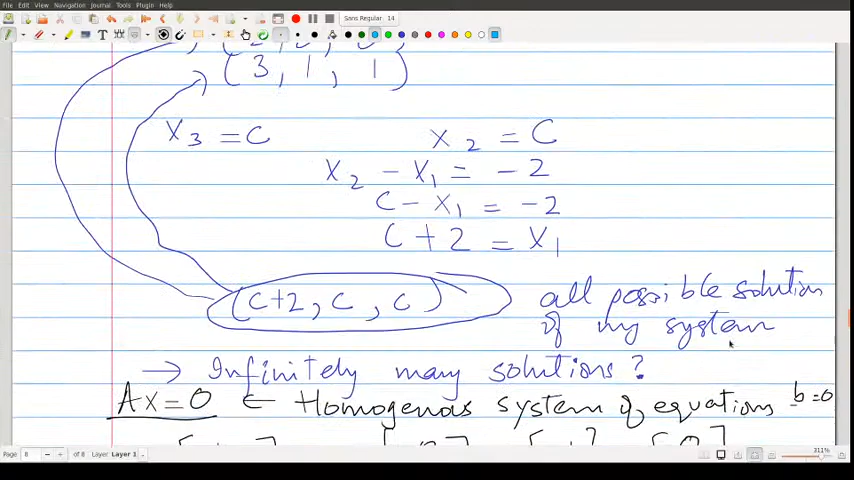 File Edit View Navigation Journal Tools Plugin Help
Sans Regular 14
(3, 1, 1)
X3 = C X2 = C
X2 - X1 = -2
C - X1 = -2
C + 2 = X1
(C+2, C, C) all possible solution
of my system
→ Infinitely many solutions?
AX=0 ← Homogenous system of equations b=0
Page 8 of 8 Layer: Layer 1 311%